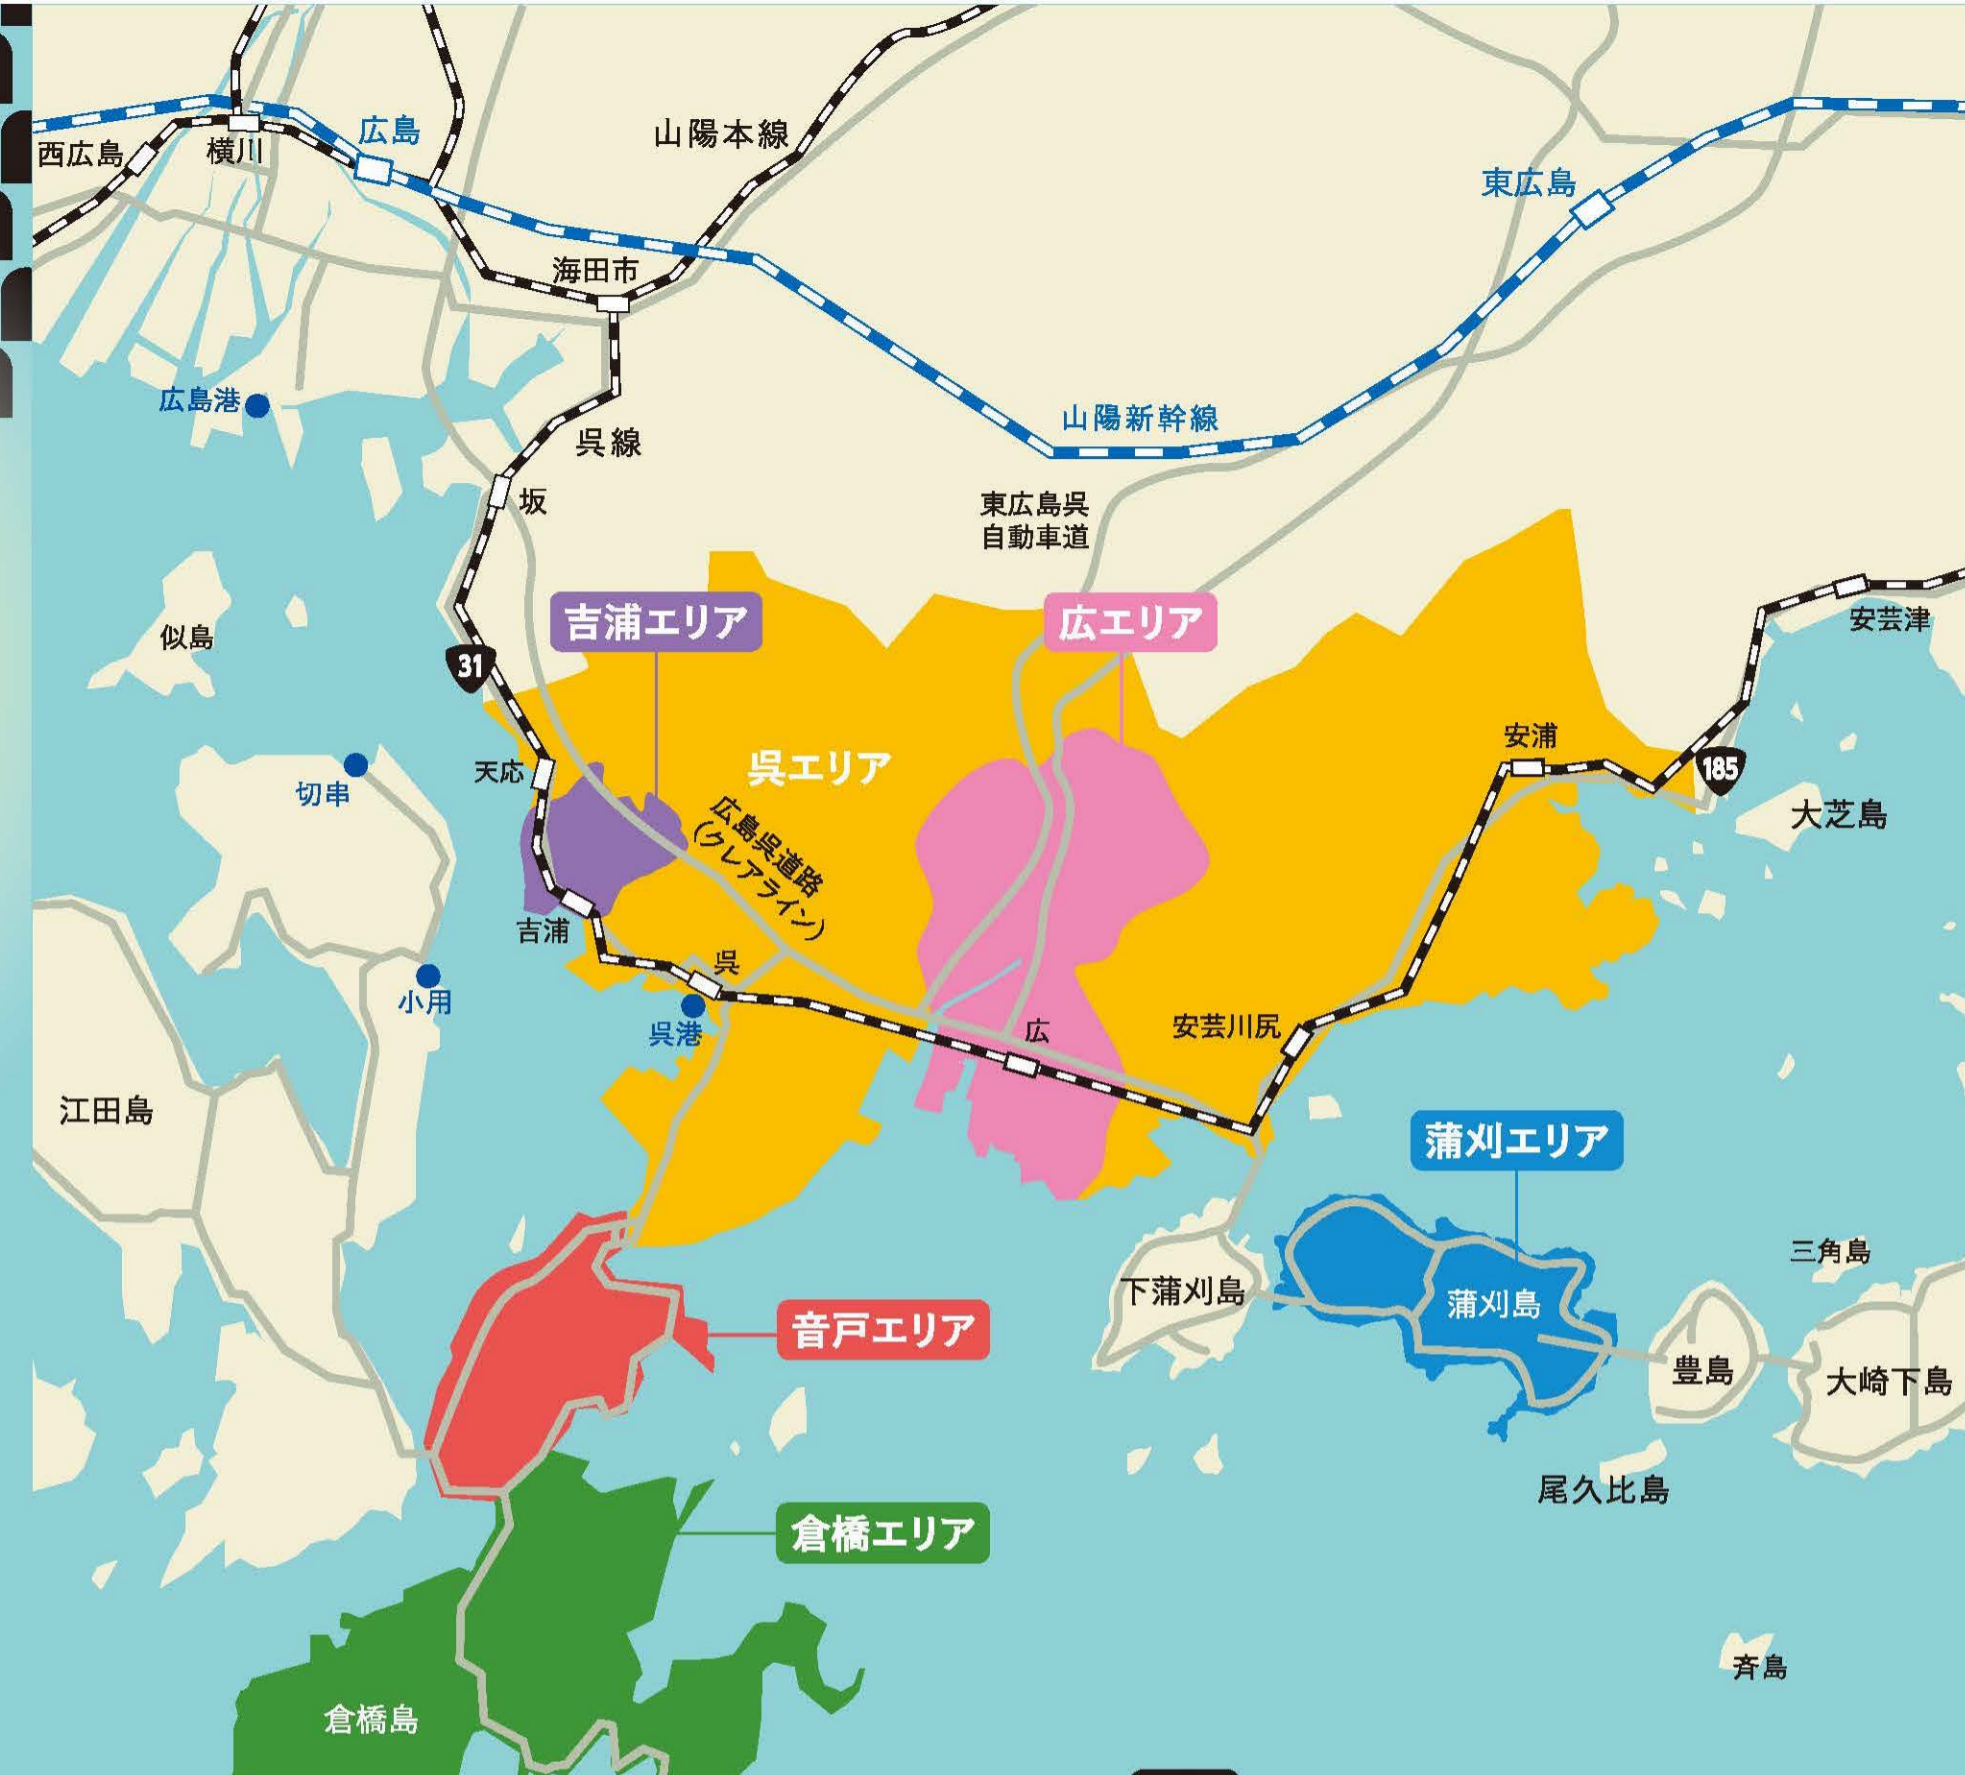 広島
山陽本線
西広島
横川
東広島
海田市
広島港
山陽新幹線
呉線
坂
東広島呉
自動車道
吉浦エリア
広エリア
安芸津
似島
31
安浦
天応
呉エリア
185
切串
大芝島
広島呉道路
(クレアライン)
吉浦
呉
小用
呉港
広
安芸川尻
江田島
蒲刈エリア
三角島
下蒲刈島
蒲刈島
音戸エリア
豊島
大崎下島
尾久比島
倉橋エリア
斉島
倉橋島